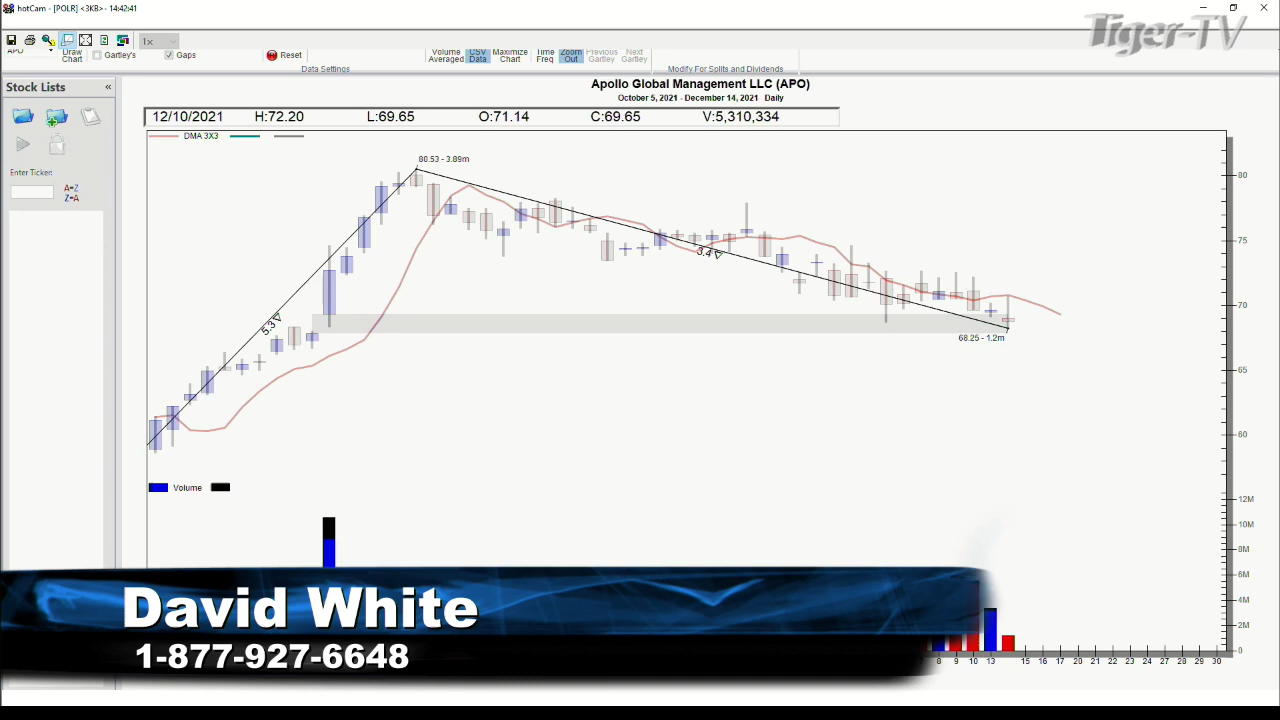 hotCam - [POLR] <3KB> - 14:42:41
Tiger-TV
1x
APO
Draw Chart
Gartley's
Gaps
Reset
Volume Averaged
CSV Data
Maximize Chart
Time Freq
Zoom Out
Previous Gartley
Next Gartley
Data Settings
Modify For Splits and Dividends
Stock Lists «
Apollo Global Management LLC (APO)
October 5, 2021 - December 14, 2021 Daily
12/10/2021 H:72.20 L:69.65 O:71.14 C:69.65 V:5,310,334
DMA 3X3
Enter Ticker:
A=Z
Z=A
80.53 - 3.89m
80
75
3.4
70
5.3
68.25 - 1.2m
65
60
Volume
12M
10M
8M
6M
4M
2M
0
8 9 10 13 15 16 17 20 21 22 23 24 27 28 29 30
David White
1-877-927-6648